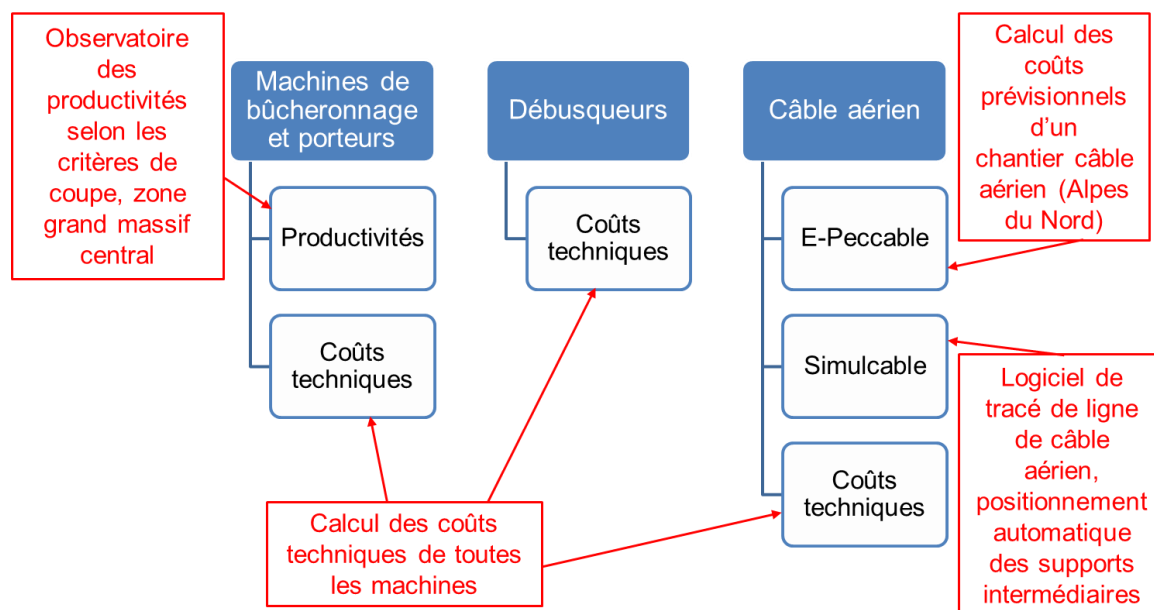 Observatoire
des
productivités
selon les
critères de
coupe, zone
grand massif
central
Machines de
bûcheronnage
et porteurs
Productivités
Coûts
techniques
Débusqueurs
Coûts
techniques
Câble aérien
E-Peccable
Simulcable
Coûts
techniques
Calcul des
coûts
prévisionnels
d'un
chantier câble
aérien (Alpes
du Nord)
Logiciel de
tracé de ligne
de câble
aérien,
positionnement
automatique
des supports
intermédiaires
Calcul des coûts
techniques de toutes
les machines